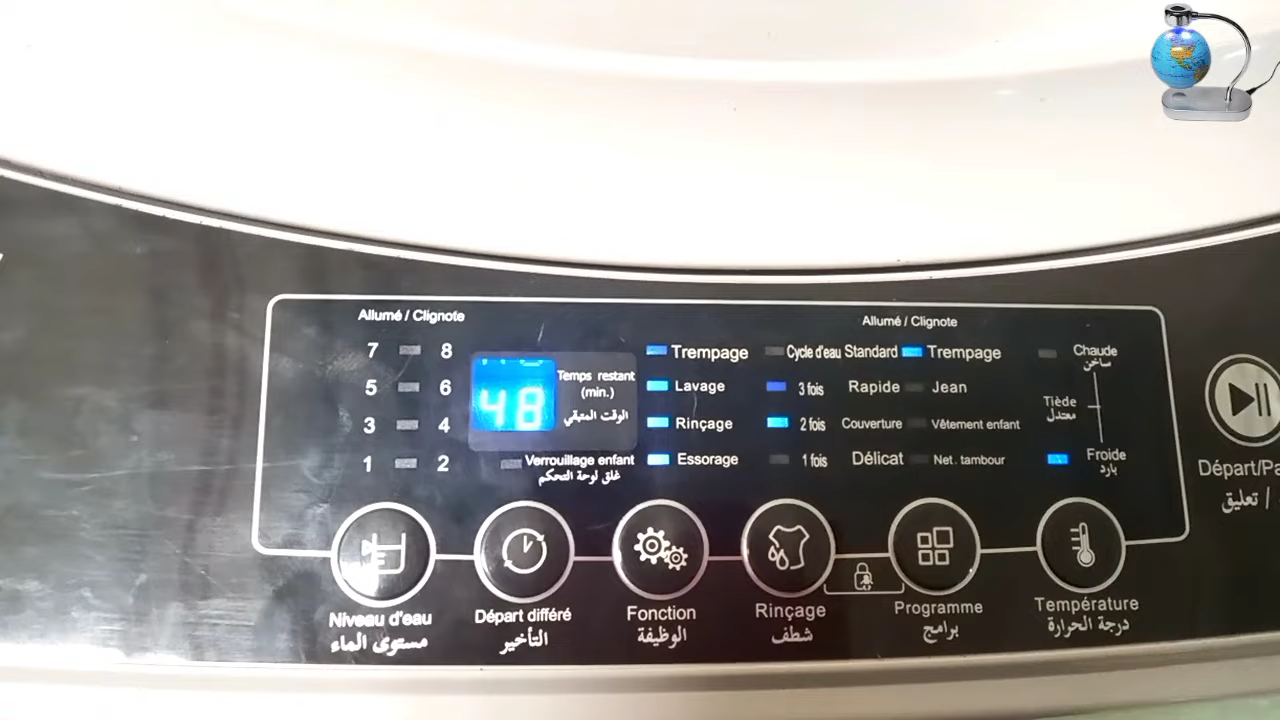 Allumé / Clignote
7 8
5 6
3 4
1 2
48
Temps restant
(min.)
الوقت المتبقي
Verrouillage enfant
غلق لوحة التحكم
Trempage
Lavage
Rinçage
Essorage
Cycle d'eau
3 fois
2 fois
1 fois
Allumé / Clignote
Standard Trempage
Rapide Jean
Couverture Vêtement enfant
Délicat Net. tambour
Chaude
ساخن
Tiède
معتدل
Froide
بارد
Niveau d'eau
مستوى الماء
Départ différé
التأخير
Fonction
الوظيفة
Rinçage
شطف
Programme
برامج
Température
درجة الحرارة
Départ/Pa
/ تعليق